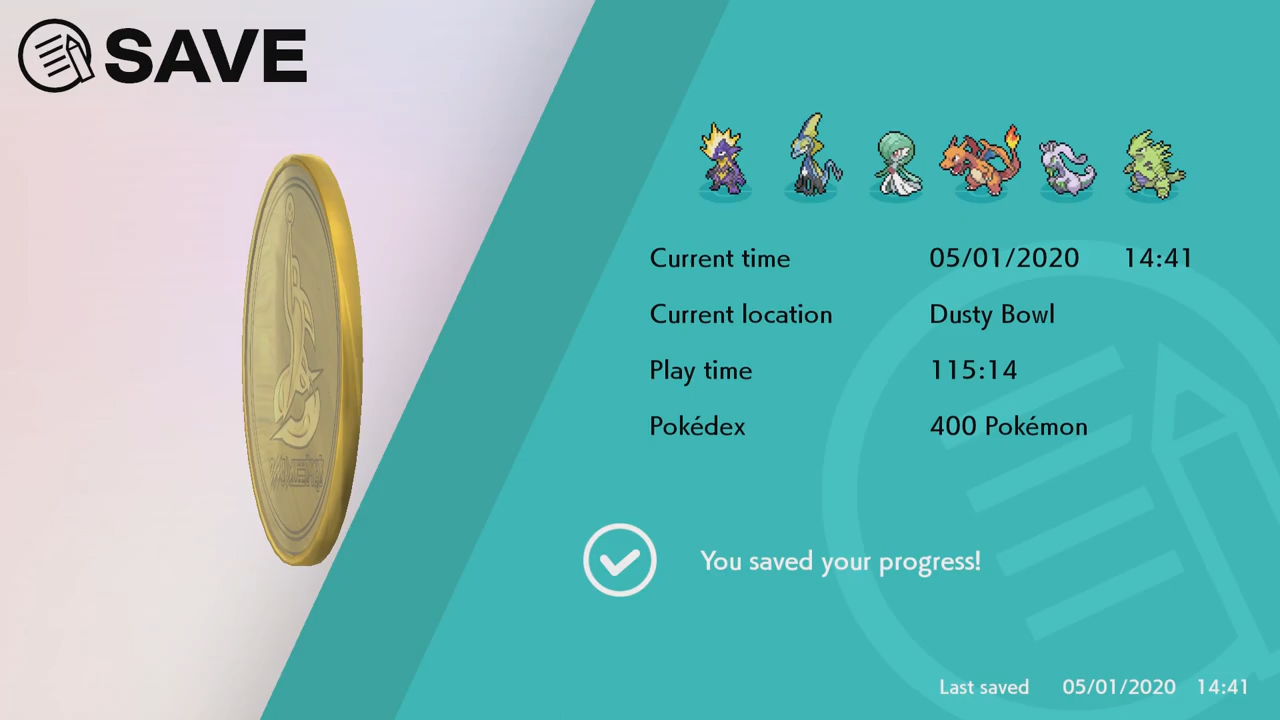 SAVE
Current time 05/01/2020 14:41
Current location Dusty Bowl
Play time 115:14
Pokédex 400 Pokémon
You saved your progress!
Last saved 05/01/2020 14:41